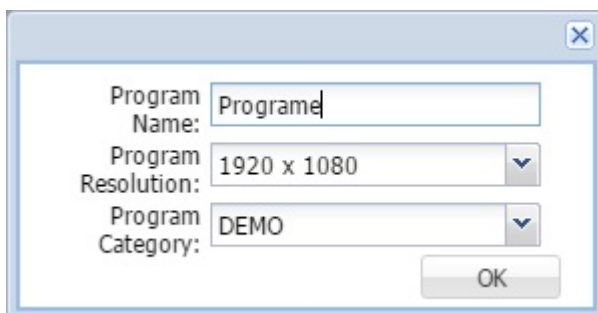 Program
Name:
Programe
Program
Resolution:
1920 x 1080
Program
Category:
DEMO
OK